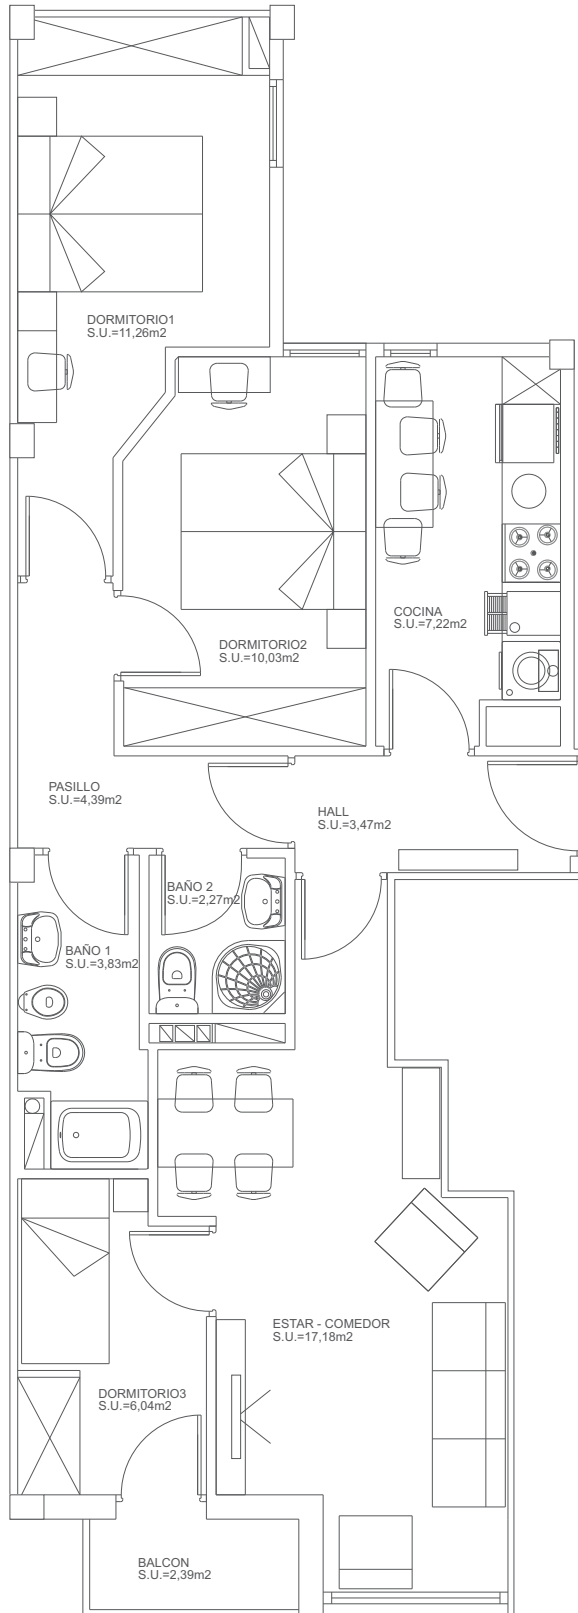 DORMITORIO1
S.U.=11,26m2
COCINA
S.U.=7,22m2
DORMITORIO2
S.U.=10,03m2
PASILLO
S.U.=4,39m2
HALL
S.U.=3,47m2
BAÑO 2
S.U.=2,27m2
BAÑO 1
S.U.=3,83m2
ESTAR - COMEDOR
S.U.=17,18m2
DORMITORIO3
S.U.=6,04m2
BALCON
S.U.=2,39m2